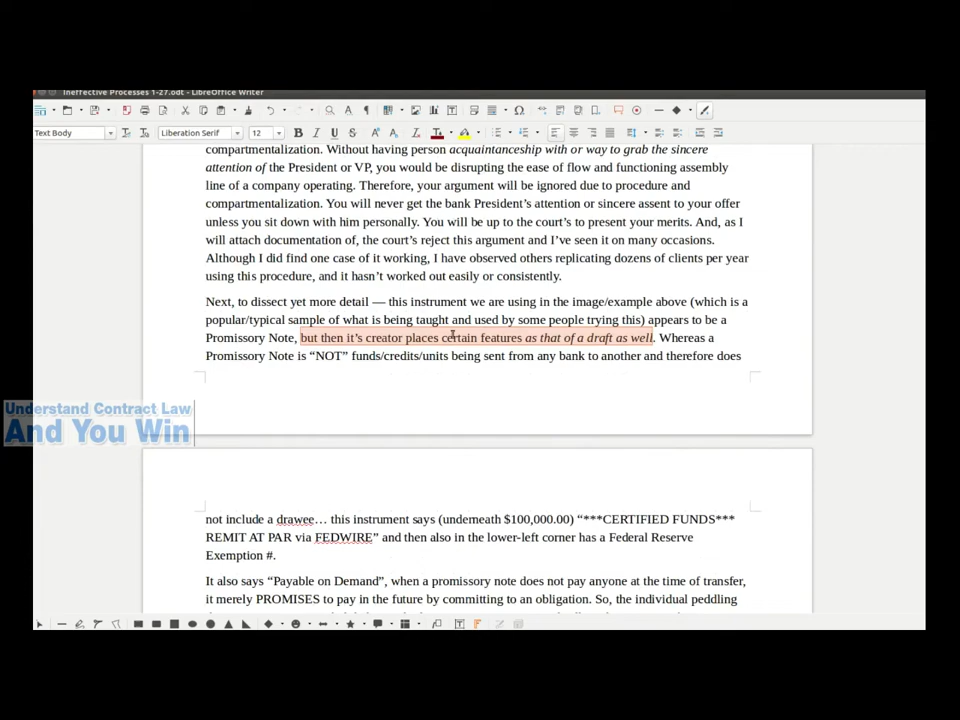 Ineffective Processes 1-27.odt - LibreOffice Writer
Text Body
Liberation Serif
12
compartmentalization. Without having person acquaintanceship with or way to grab the sincere
attention of the President or VP, you would be disrupting the ease of flow and functioning assembly
line of a company operating. Therefore, your argument will be ignored due to procedure and
compartmentalization. You will never get the bank President’s attention or sincere assent to your offer
unless you sit down with him personally. You will be up to the court’s to present your merits. And, as I
will attach documentation of, the court’s reject this argument and I’ve seen it on many occasions.
Although I did find one case of it working, I have observed others replicating dozens of clients per year
using this procedure, and it hasn’t worked out easily or consistently.
Next, to dissect yet more detail — this instrument we are using in the image/example above (which is a
popular/typical sample of what is being taught and used by some people trying this) appears to be a
Promissory Note, but then it’s creator places certain features as that of a draft as well. Whereas a
Promissory Note is “NOT” funds/credits/units being sent from any bank to another and therefore does
Understand Contract Law
And You Win
not include a drawee… this instrument says (underneath $100,000.00) “***CERTIFIED FUNDS***
REMIT AT PAR via FEDWIRE” and then also in the lower-left corner has a Federal Reserve
Exemption #.
It also says “Payable on Demand”, when a promissory note does not pay anyone at the time of transfer,
it merely PROMISES to pay in the future by committing to an obligation. So, the individual peddling